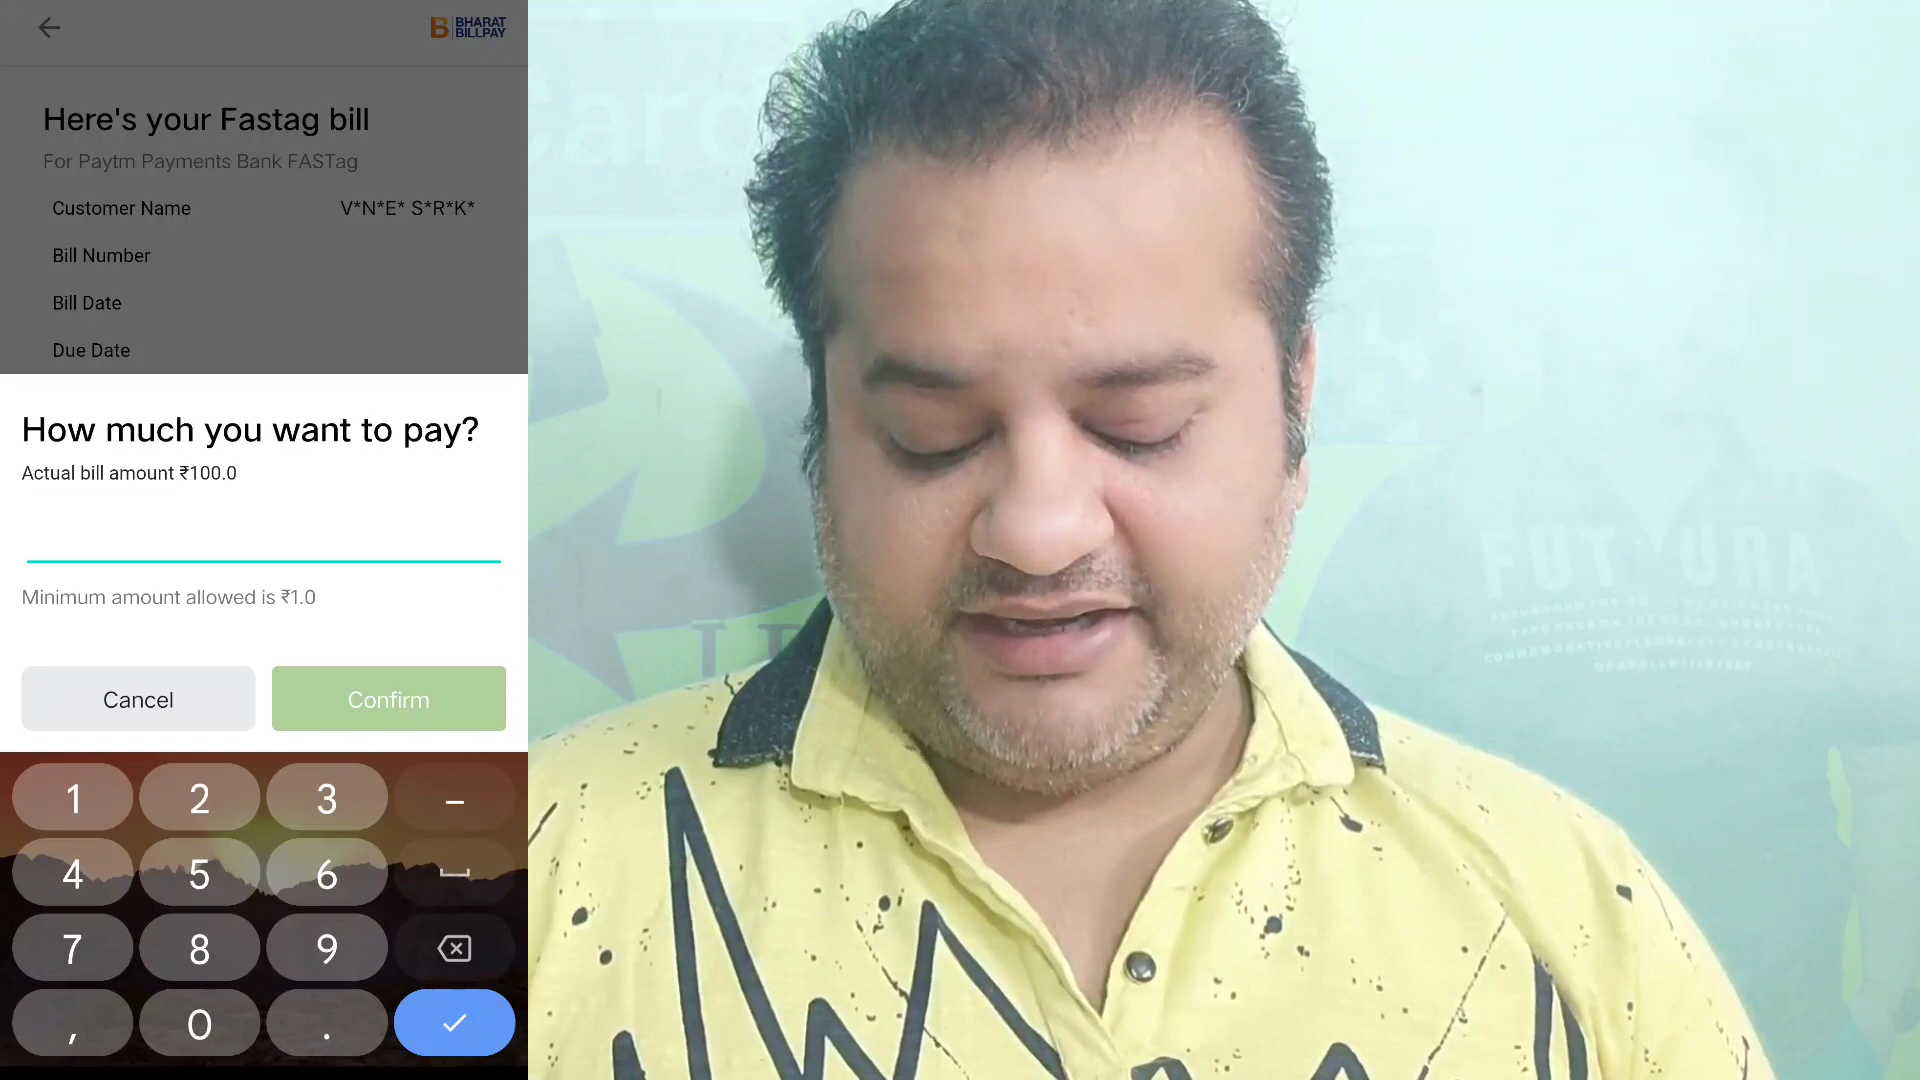 BHARAT
BILLPAY
Here's your Fastag bill
For Paytm Payments Bank FASTag
Customer Name V*N*E* S*R*K*
Bill Number
Bill Date
Due Date
How much you want to pay?
Actual bill amount ₹100.0
Minimum amount allowed is ₹1.0
Cancel Confirm
1 2 3 –
4 5 6
7 8 9
, 0 .
Card
FUTURA